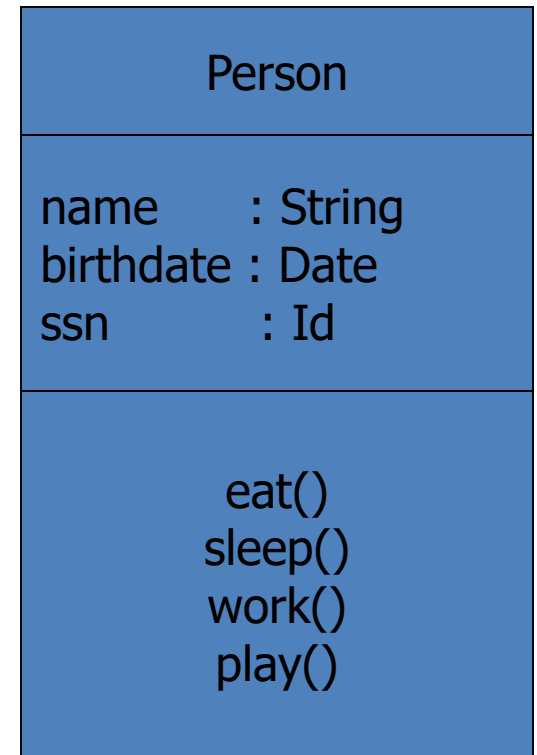 Person
name : String
birthdate : Date
ssn : Id
eat()
sleep()
work()
play()